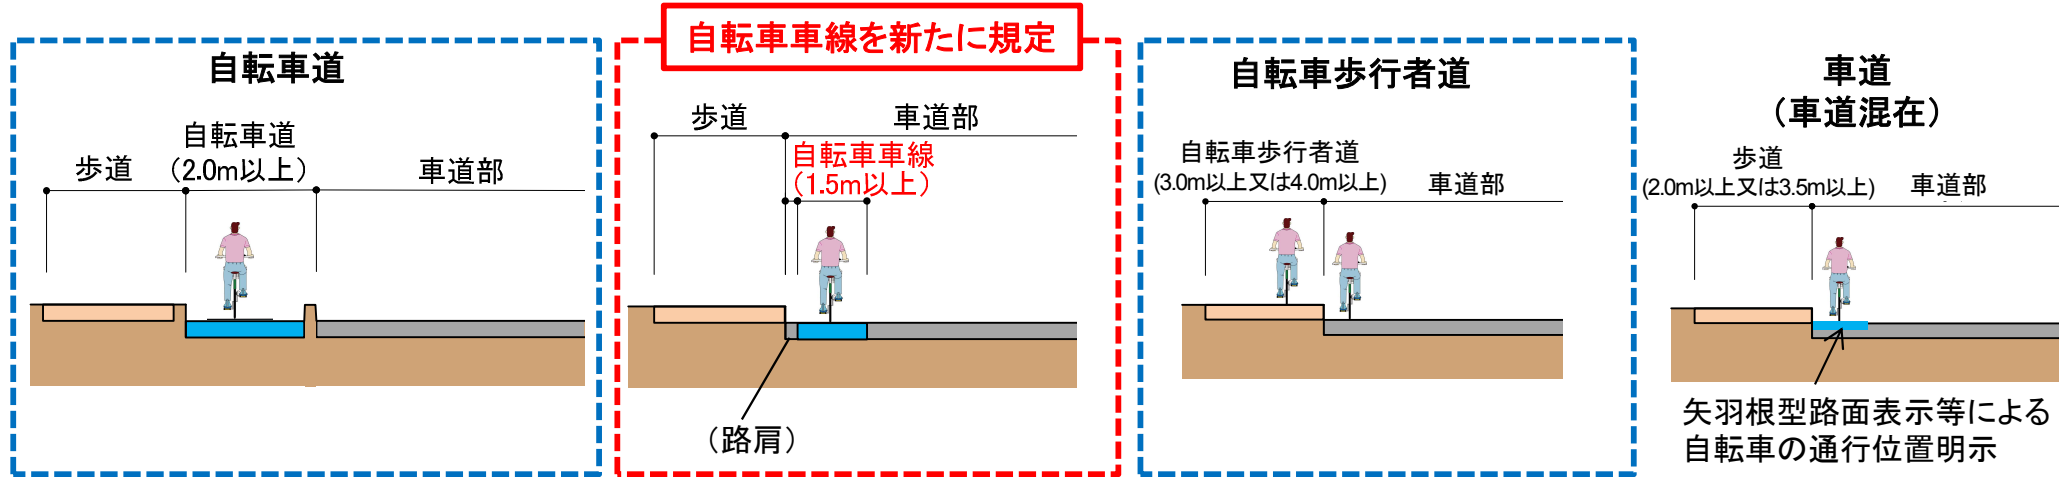 自転車道
歩道
自転車道
（2.0m以上）
車道部
自転車車線を新たに規定
歩道
車道部
自転車車線
（1.5m以上）
（路肩）
自転車歩行者道
自転車歩行者道
(3.0m以上又は4.0m以上)
車道部
車道
（車道混在）
歩道
(2.0m以上又は3.5m以上)
車道部
矢羽根型路面表示等による
自転車の通行位置明示